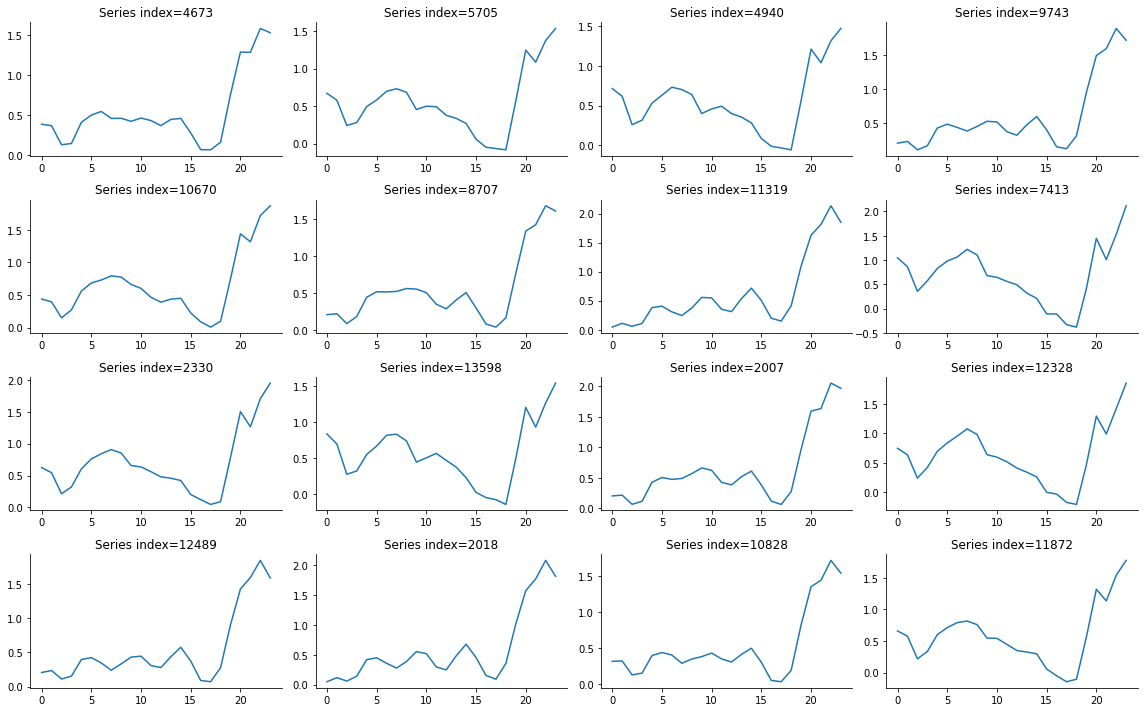 Series index=4673 Series index=5705 Series index=4940 Series index=9743
1.5 1.5 1.5 1.5
1.0 1.0 1.0 1.0
0.5 0.5 0.5 0.5
0.0 0.0 0.0
0 5 10 15 20 0 5 10 15 20 0 5 10 15 20 0 5 10 15 20
Series index=10670 Series index=8707 Series index=11319 Series index=7413
1.5 1.5 2.0 2.0
1.0 1.0 1.5 1.5
0.5 0.5 1.0 1.0
0.0 0.0 0.5 0.5
0.0 0.0
−0.5
0 5 10 15 20 0 5 10 15 20 0 5 10 15 20 0 5 10 15 20
Series index=2330 Series index=13598 Series index=2007 Series index=12328
2.0 1.5 2.0 1.5
1.5 1.0 1.5 1.0
1.0 0.5 1.0 0.5
0.5 0.0 0.5 0.0
0.0 0.0
0 5 10 15 20 0 5 10 15 20 0 5 10 15 20 0 5 10 15 20
Series index=12489 Series index=2018 Series index=10828 Series index=11872
1.5 2.0 1.5 1.5
1.0 1.5 1.0 1.0
0.5 1.0 0.5 0.5
0.0 0.5 0.0 0.0
0.0
0 5 10 15 20 0 5 10 15 20 0 5 10 15 20 0 5 10 15 20